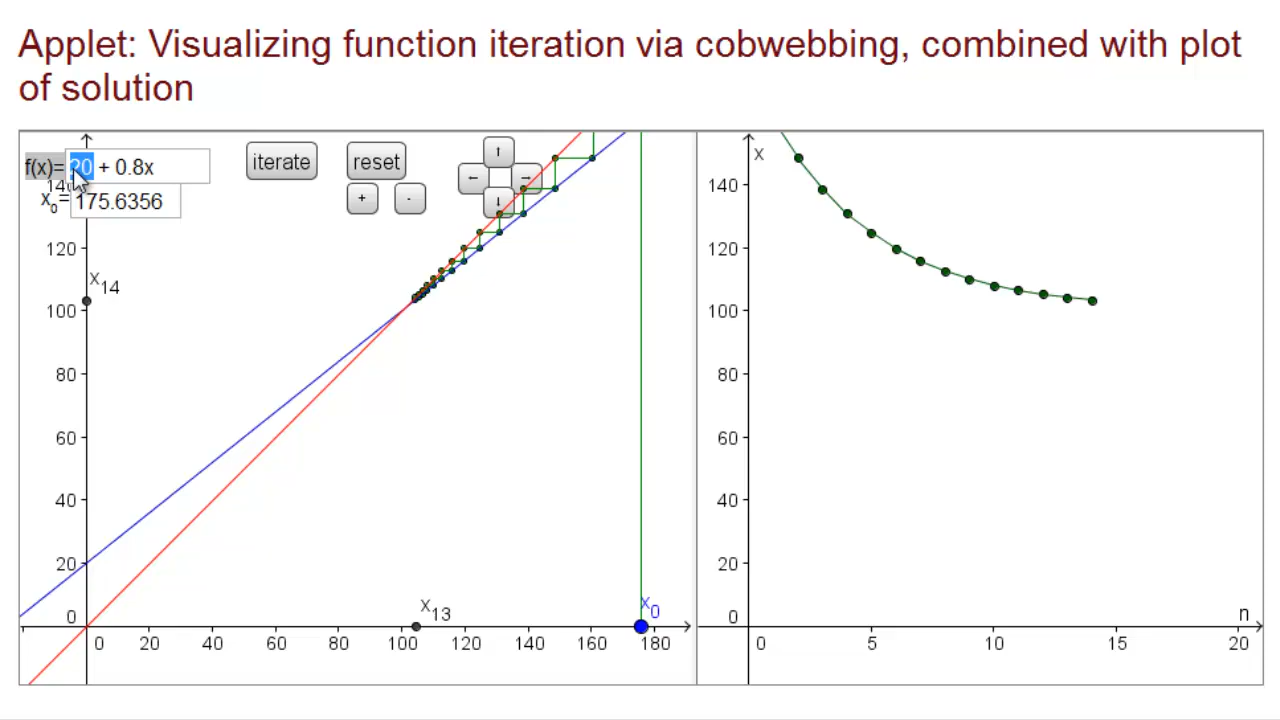 Applet: Visualizing function iteration via cobwebbing, combined with plot
of solution
f(x)= 20 + 0.8x
iterate
reset
↑
←
→
↓
+
-
x0= 175.6356
140
120
100
80
60
40
20
0
x14
x13
x0
0 20 40 60 80 100 120 140 160 180
x
140
120
100
80
60
40
20
0
n
0 5 10 15 20